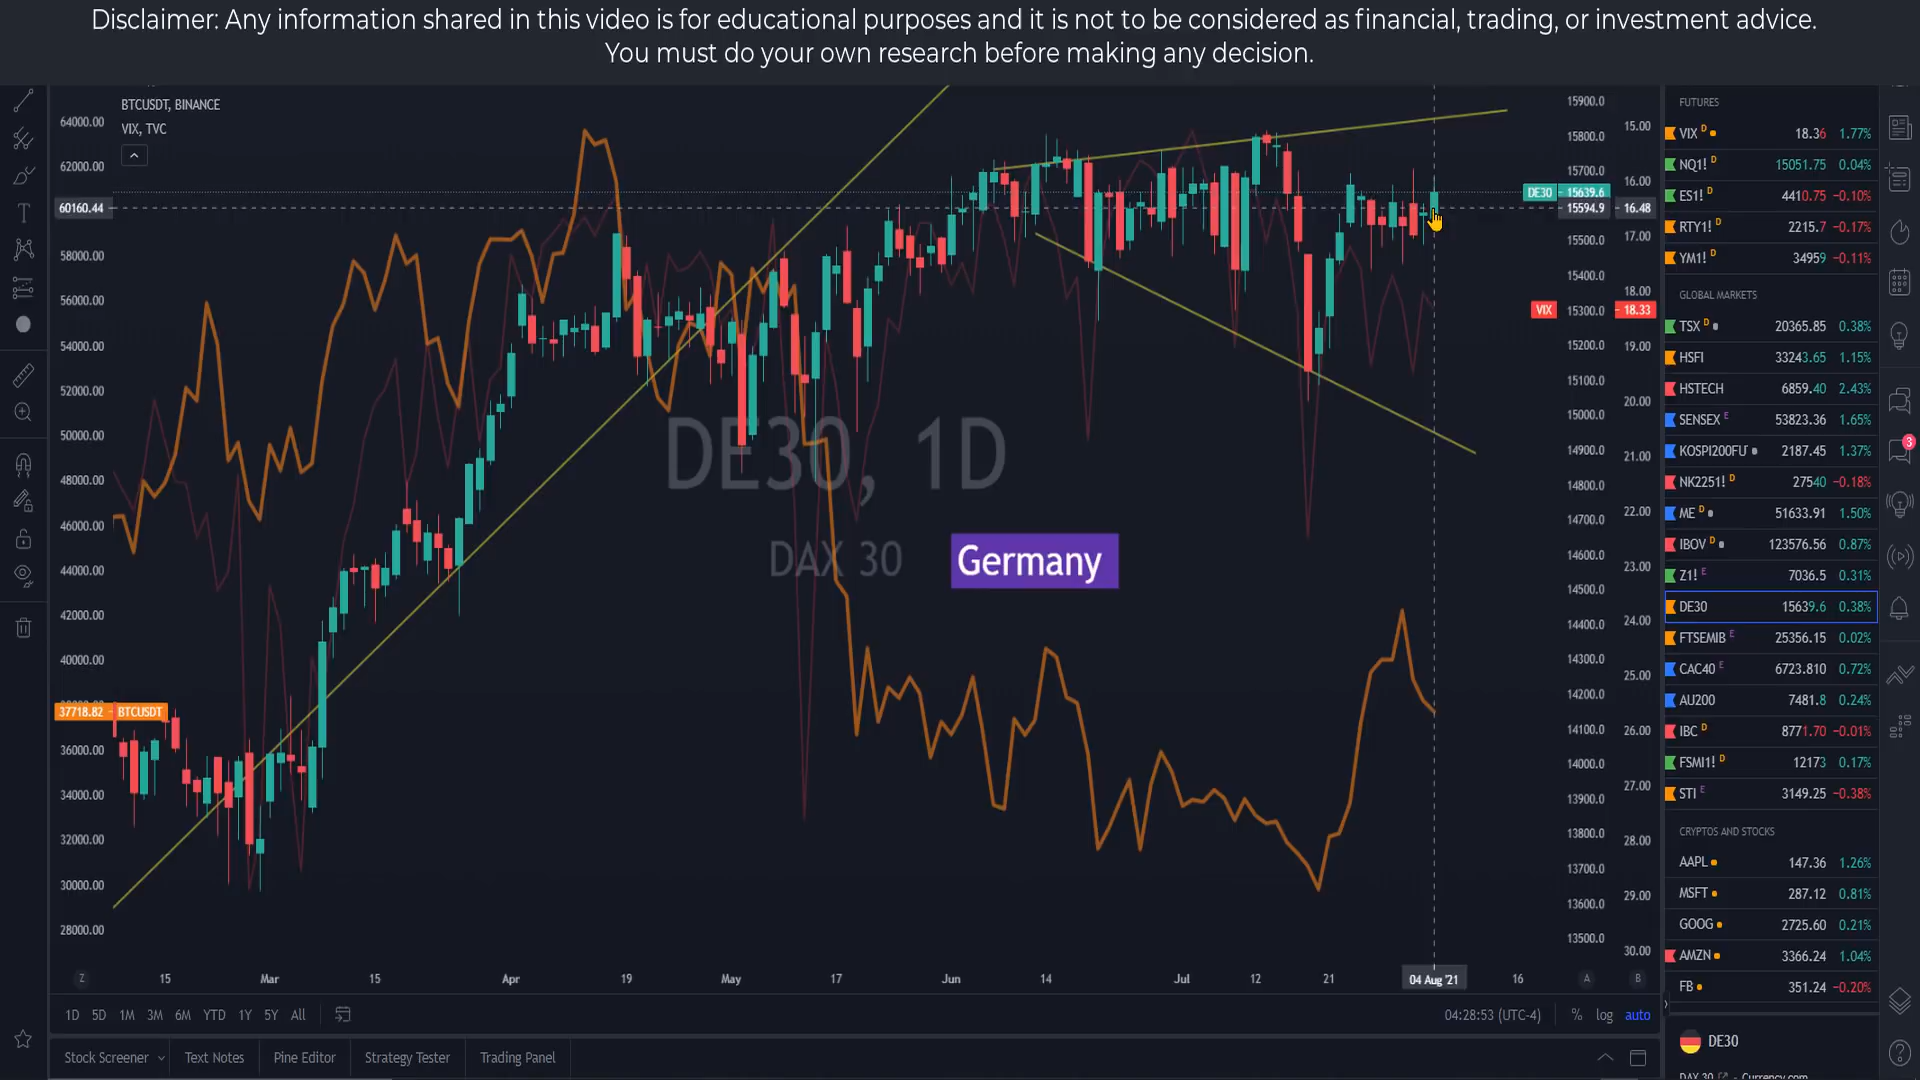 Disclaimer: Any information shared in this video is for educational purposes and it is not to be considered as financial, trading, or investment advice.
You must do your own research before making any decision.
BTCUSDT, BINANCE
VIX, TVC
64000.00
62000.00
60160.44
58000.00
56000.00
54000.00
52000.00
50000.00
48000.00
46000.00
44000.00
42000.00
40000.00
37718.82 BTCUSDT
36000.00
34000.00
32000.00
30000.00
28000.00
DE30, 1D
DAX 30
Germany
15900.0
15800.0
15700.0
DE30 15639.6
15594.9
15500.0
15400.0
15300.0
15200.0
15100.0
15000.0
14900.0
14800.0
14700.0
14600.0
14500.0
14400.0
14300.0
14200.0
14100.0
14000.0
13900.0
13800.0
13700.0
13600.0
13500.0
15.00
16.00
16.48
17.00
18.00
VIX 18.33
19.00
20.00
21.00
22.00
23.00
24.00
25.00
26.00
27.00
28.00
29.00
30.00
Z 15 Mar 15 Apr 19 May 17 Jun 14 Jul 12 21 04 Aug '21 16 A B
1D 5D 1M 3M 6M YTD 1Y 5Y All
04:28:53 (UTC-4) % log auto
Stock Screener Text Notes Pine Editor Strategy Tester Trading Panel
FUTURES
VIX D 18.36 1.77%
NQ1! D 15051.75 0.04%
ES1! D 4410.75 −0.10%
RTY1! D 2215.7 −0.17%
YM1! D 34959 −0.11%
GLOBAL MARKETS
TSX D 20365.85 0.38%
HSFI 33243.65 1.15%
HSTECH 6859.40 2.43%
SENSEX E 53823.36 1.65%
KOSPI200FU 2187.45 1.37%
NK2251! D 27540 −0.18%
ME D 51633.91 1.50%
IBOV D 123576.56 0.87%
Z1! E 7036.5 0.31%
DE30 15639.6 0.38%
FTSEMIB E 25356.15 0.02%
CAC40 E 6723.810 0.72%
AU200 7481.8 0.24%
IBC D 8771.70 −0.01%
FSMI1! D 12173 0.17%
STI E 3149.25 −0.38%
CRYPTOS AND STOCKS
AAPL 147.36 1.26%
MSFT 287.12 0.81%
GOOG 2725.60 0.21%
AMZN 3366.24 1.04%
FB 351.24 −0.20%
DE30
3